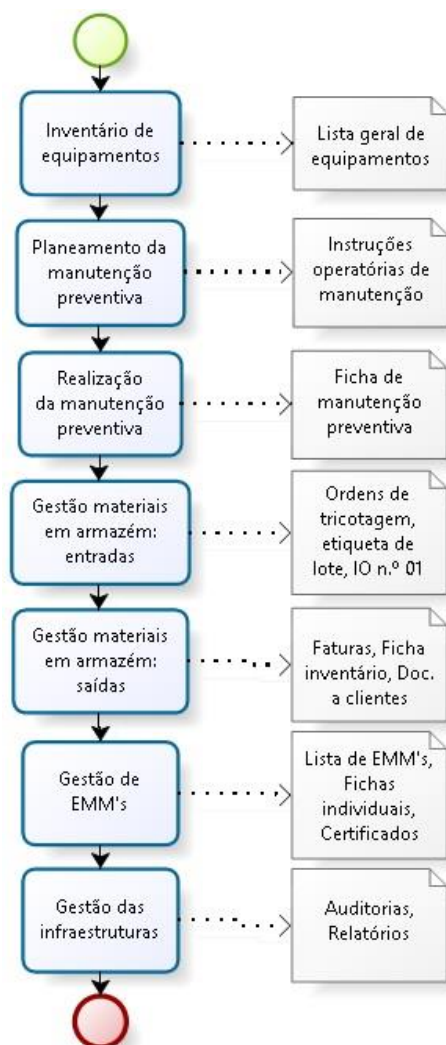 Inventário de
equipamentos
Lista geral de
equipamentos
Planeamento da
manutenção
preventiva
Instruções
operatórias de
manutenção
Realização
da manutenção
preventiva
Ficha de
manutenção
preventiva
Gestão materiais
em armazém:
entradas
Ordens de
tricotagem,
etiqueta de
lote, IO n.º 01
Gestão materiais
em armazém:
saídas
Faturas, Ficha
inventário, Doc.
a clientes
Gestão de
EMM's
Lista de EMM's,
Fichas
individuais,
Certificados
Gestão das
infraestruturas
Auditorias,
Relatórios